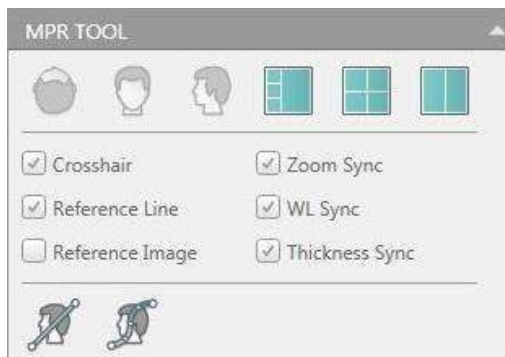 MPR TOOL
Crosshair Zoom Sync
Reference Line WL Sync
Reference Image Thickness Sync